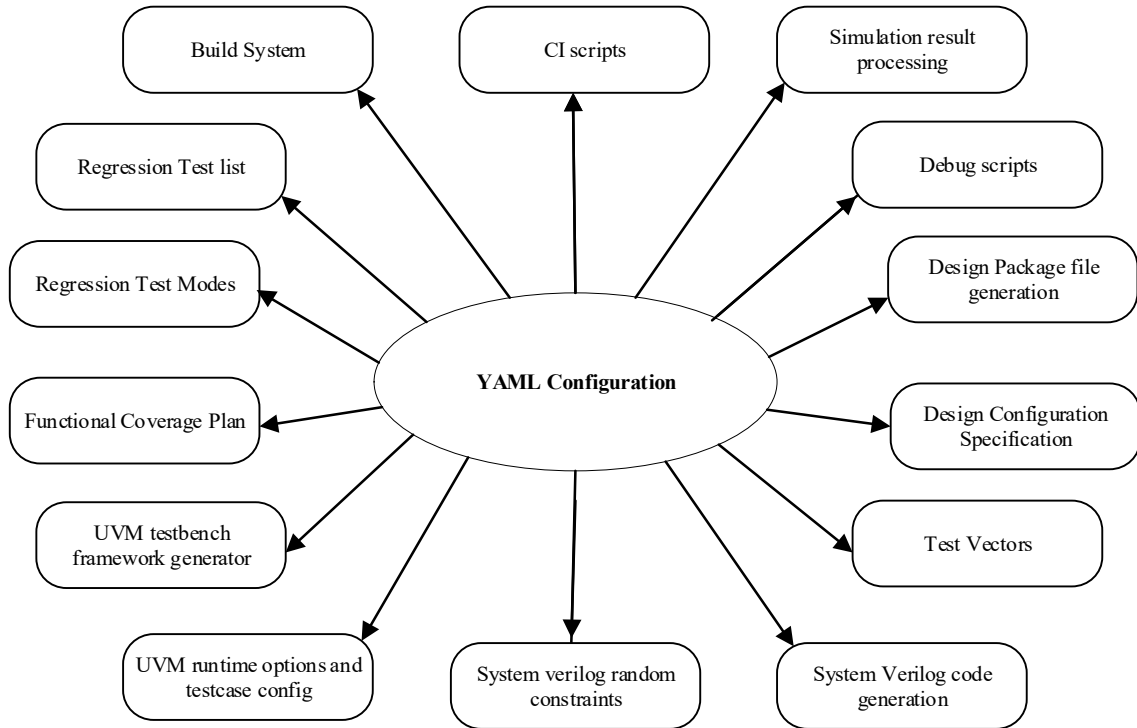 Build System
CI scripts
Simulation result
processing
Regression Test list
Debug scripts
Regression Test Modes
Design Package file
generation
YAML Configuration
Functional Coverage Plan
Design Configuration
Specification
UVM testbench
framework generator
Test Vectors
UVM runtime options and
testcase config
System verilog random
constraints
System Verilog code
generation